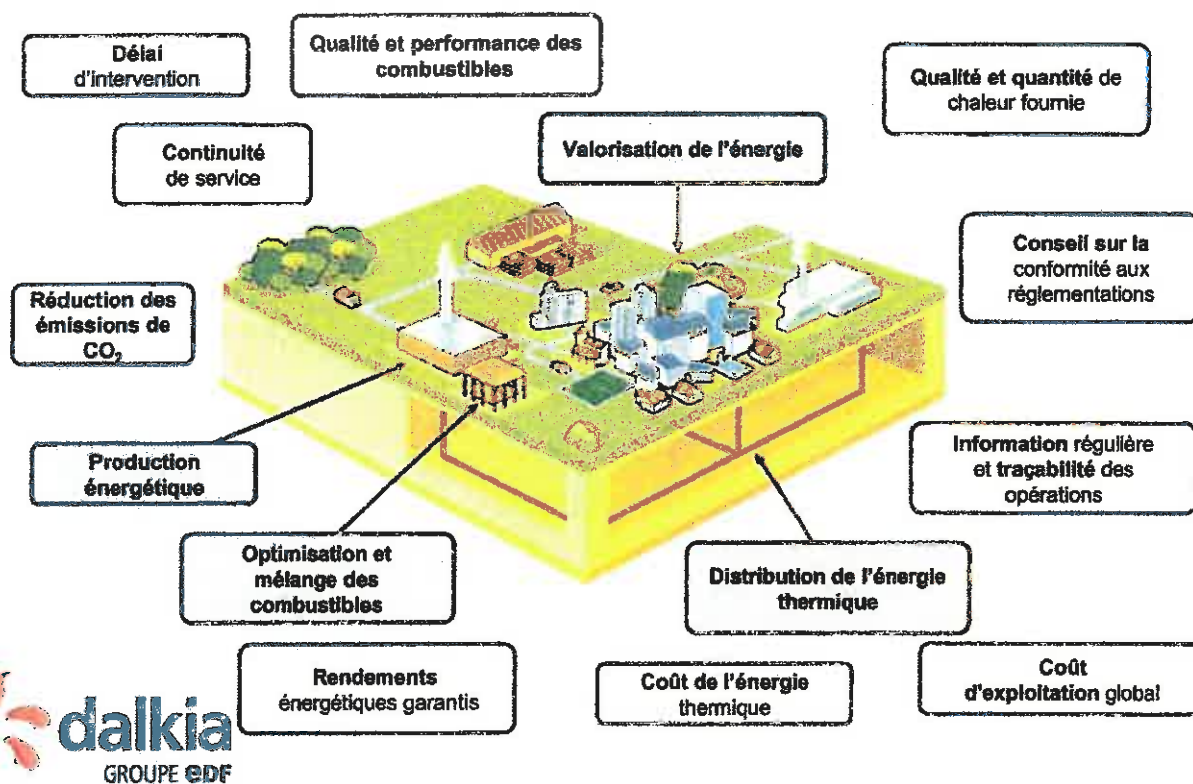 Délai
d'intervention
Qualité et performance des
combustibles
Qualité et quantité de
chaleur fournie
Continuité
de service
Valorisation de l'énergie
Conseil sur la
conformité aux
réglementations
Réduction des
émissions de
CO₂
Production
énergétique
Information régulière
et traçabilité des
opérations
Optimisation et
mélange des
combustibles
Distribution de l'énergie
thermique
Rendements
énergétiques garantis
Coût de l'énergie
thermique
Coût
d'exploitation global
dalkia
GROUPE EDF